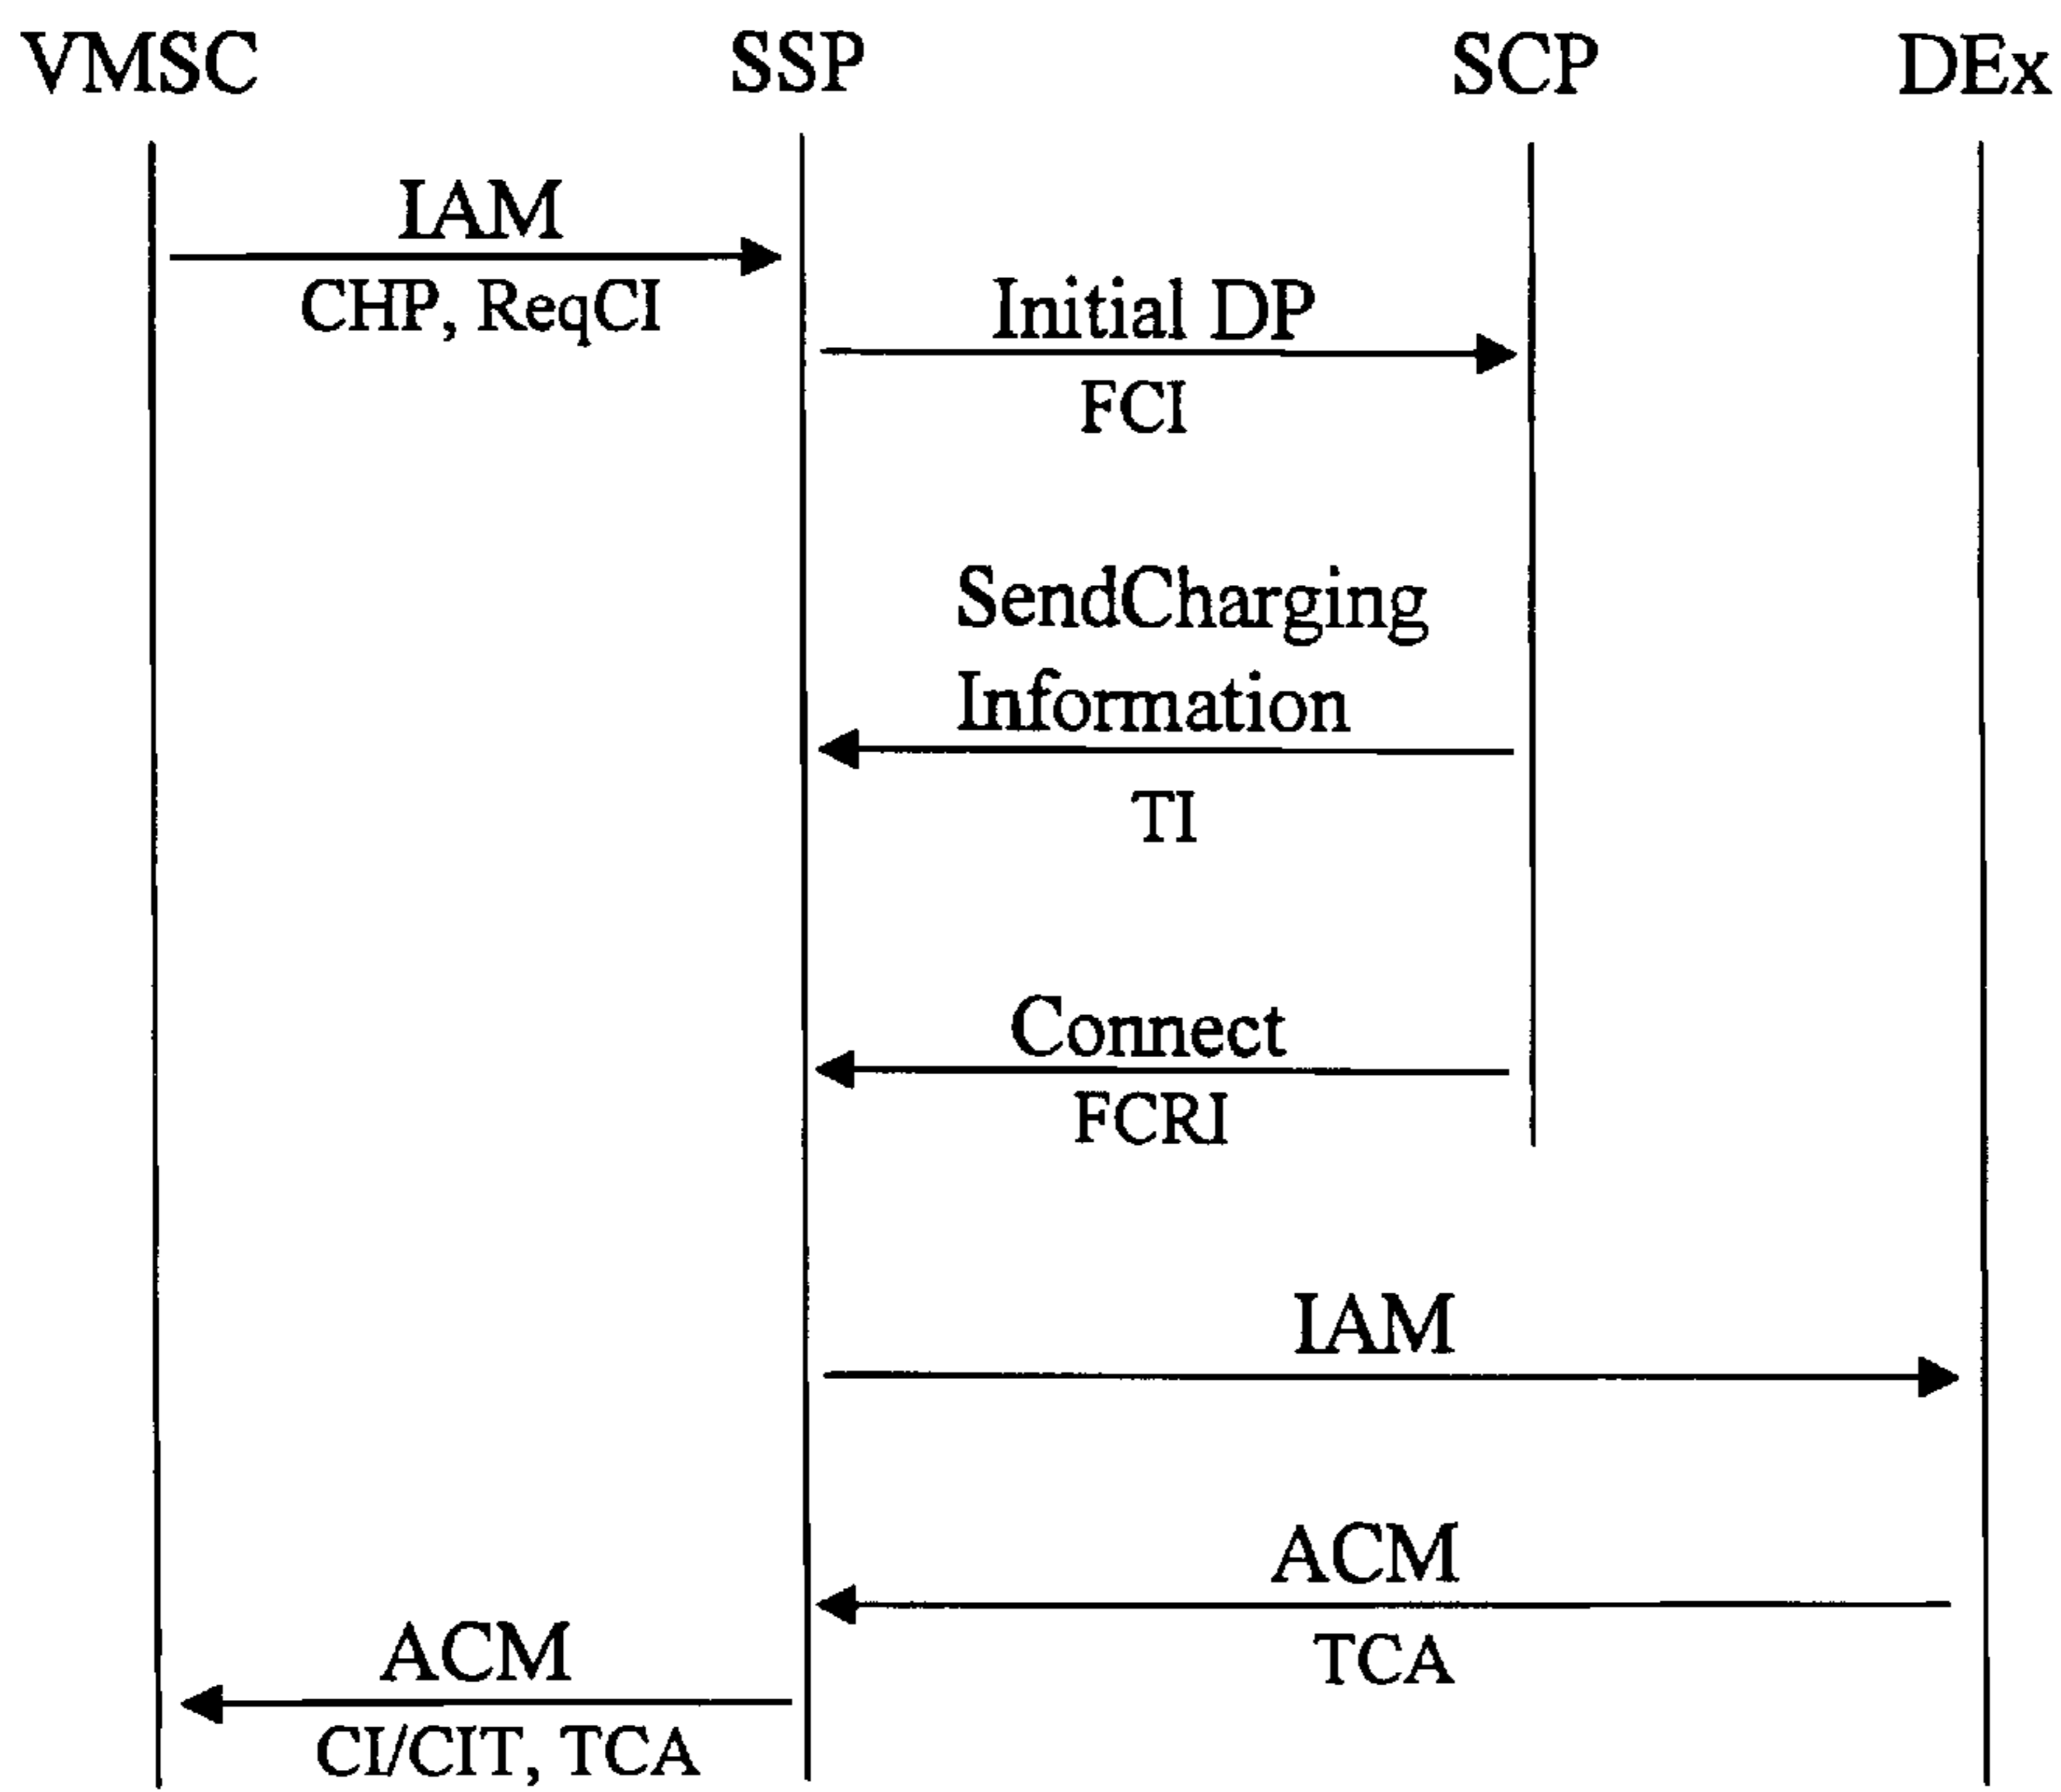 VMSC SSP SCP DEx
IAM
CHP, ReqCI
Initial DP
FCI
SendCharging
Information
TI
Connect
FCRI
IAM
ACM
TCA
ACM
CI/CIT, TCA